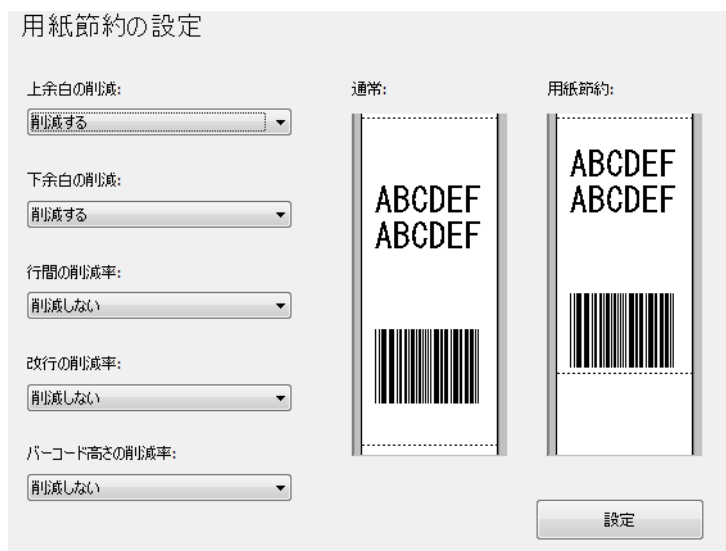 用紙節約の設定
上余白の削減:
削減する
下余白の削減:
削減する
行間の削減率:
削減しない
改行の削減率:
削減しない
バーコード高さの削減率:
削減しない
通常:
ABCDEF
ABCDEF
用紙節約:
ABCDEF
ABCDEF
設定